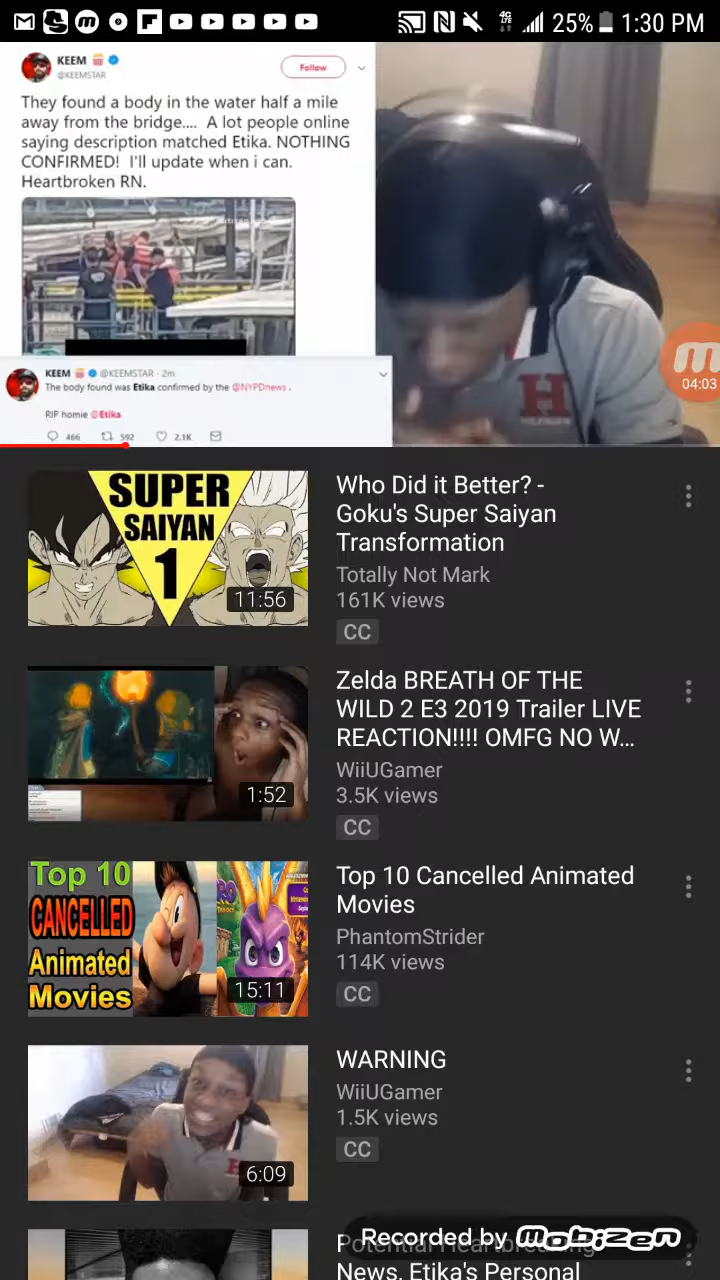 4G
LTE
25%
1:30 PM
KEEM
@KEEMSTAR
Follow
They found a body in the water half a mile
away from the bridge.... A lot people online
saying description matched Etika. NOTHING
CONFIRMED! I'll update when i can.
Heartbroken RN.
KEEM @KEEMSTAR · 2m
The body found was Etika confirmed by the @NYPDnews .
RIP homie @Etika
466 592 2.1K
H
04:03
SUPER
SAIYAN
1
11:56
Who Did it Better? -
Goku's Super Saiyan
Transformation
Totally Not Mark
161K views
CC
1:52
Zelda BREATH OF THE
WILD 2 E3 2019 Trailer LIVE
REACTION!!!! OMFG NO W...
WiiUGamer
3.5K views
CC
Top 10
CANCELLED
Animated
Movies
15:11
Top 10 Cancelled Animated
Movies
PhantomStrider
114K views
CC
6:09
WARNING
WiiUGamer
1.5K views
CC
Potential Heartbreaking
News. Etika's Personal
Recorded by Mobizen